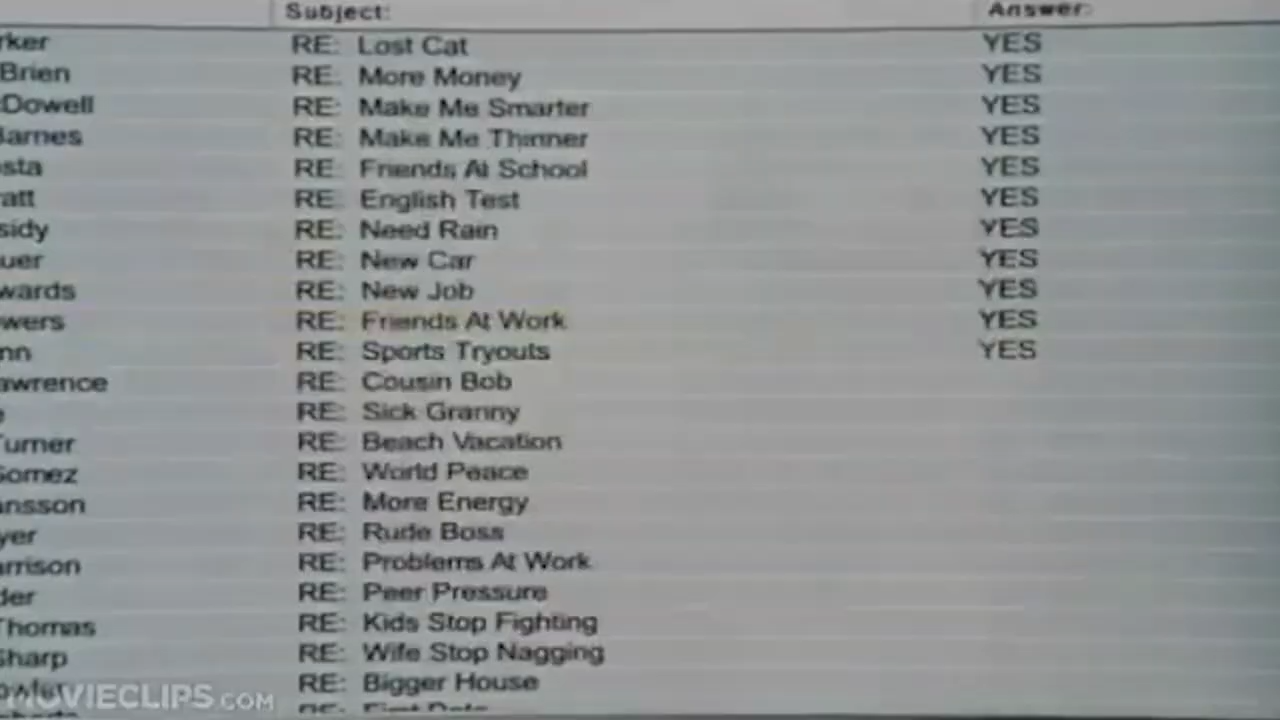 Subject: Answer:
rker RE: Lost Cat YES
Brien RE: More Money YES
cDowell RE: Make Me Smarter YES
Barnes RE: Make Me Thinner YES
sta RE: Friends At School YES
att RE: English Test YES
sidy RE: Need Rain YES
uer RE: New Car YES
wards RE: New Job YES
wers RE: Friends At Work YES
nn RE: Sports Tryouts YES
awrence RE: Cousin Bob
e RE: Sick Granny
Turner RE: Beach Vacation
Gomez RE: World Peace
ansson RE: More Energy
yer RE: Rude Boss
arrison RE: Problems At Work
der RE: Peer Pressure
Thomas RE: Kids Stop Fighting
Sharp RE: Wife Stop Nagging
RE: Bigger House
MOVIECLIPS.COM
RE: First Date